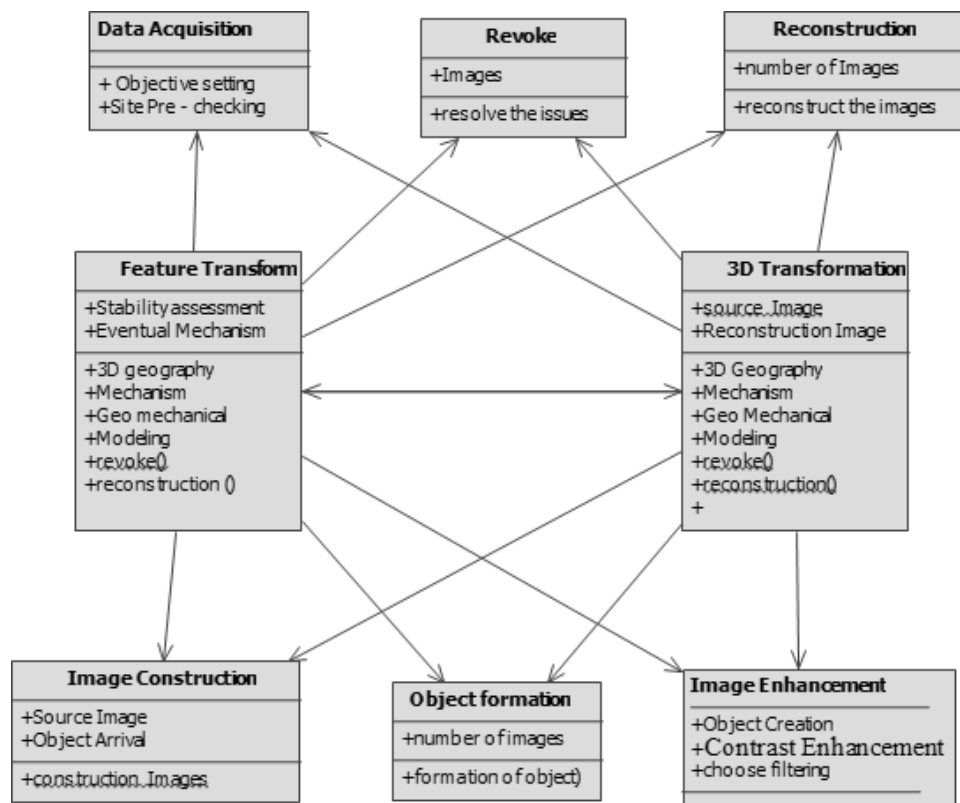 Data Acquisition
+ Objective setting
+Site Pre - checking
Revoke
+Images
+resolve the issues
Reconstruction
+number of Images
+reconstruct the images
Feature Transform
+Stability assessment
+Eventual Mechanism
+3D geography
+Mechanism
+Geo mechanical
+Modeling
+revoke()
+reconstruction ()
3D Transformation
+source Image
+Reconstruction Image
+3D Geography
+Mechanism
+Geo Mechanical
+Modeling
+revoke()
+reconstruction()
+
Image Construction
+Source Image
+Object Arrival
+construction Images
Object formation
+number of images
+formation of object)
Image Enhancement
+Object Creation
+Contrast Enhancement
+choose filtering